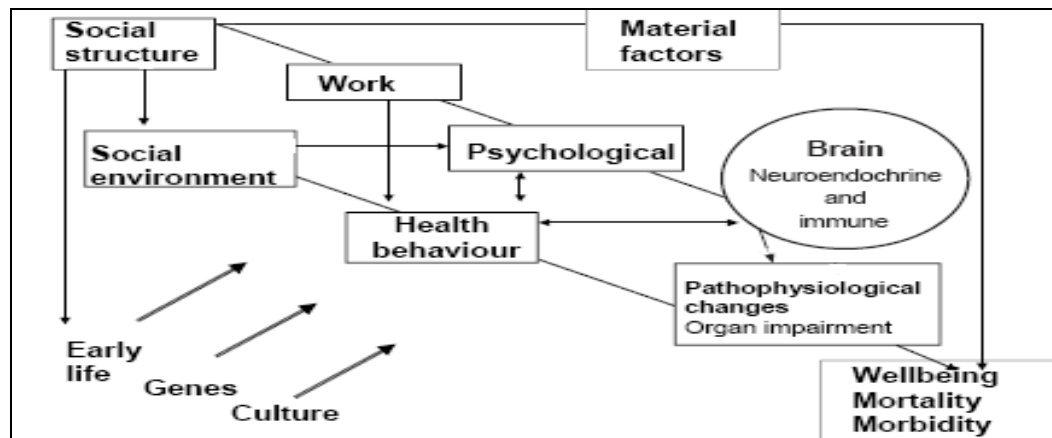 Social
structure
Material
factors
Work
Social
environment
Psychological
Brain
Neuroendocrine
and
immune
Health
behaviour
Pathophysiological
changes
Organ impairment
Early
life
Genes
Culture
Wellbeing
Mortality
Morbidity